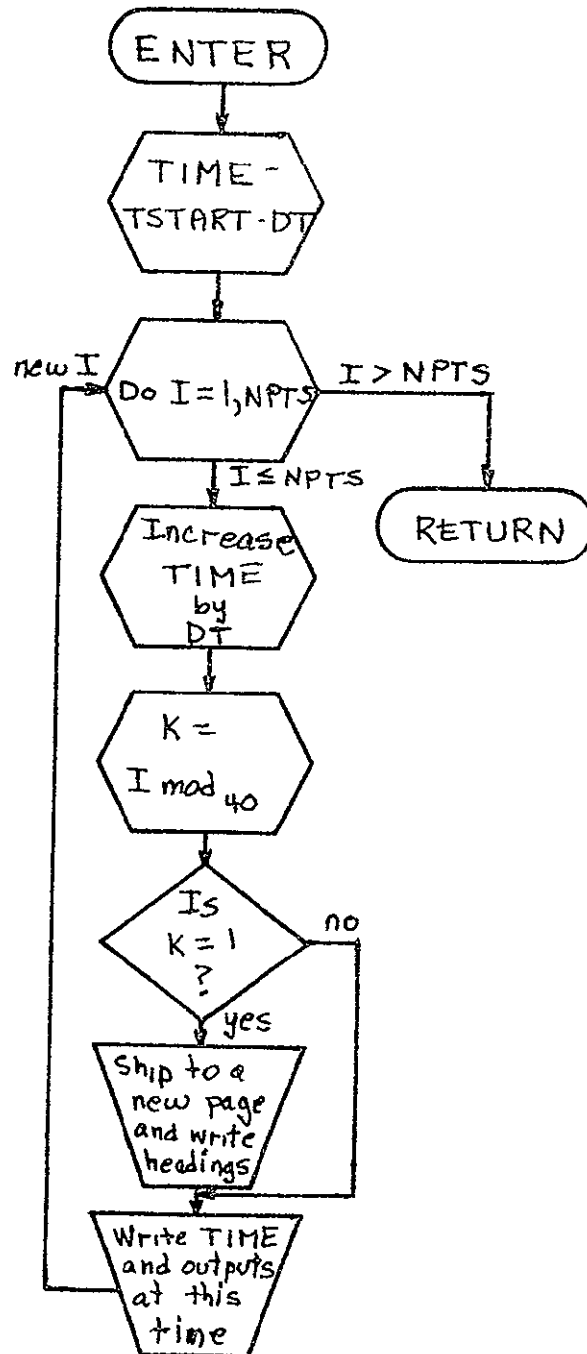 ENTER
TIME -
TSTART - DT
new I
Do I = 1, NPTS
I > NPTS
I ≤ NPTS
RETURN
Increase
TIME
by
DT
K =
I mod 40
Is
K = 1
?
no
yes
Ship to a
new page
and write
headings
Write TIME
and outputs
at this
time